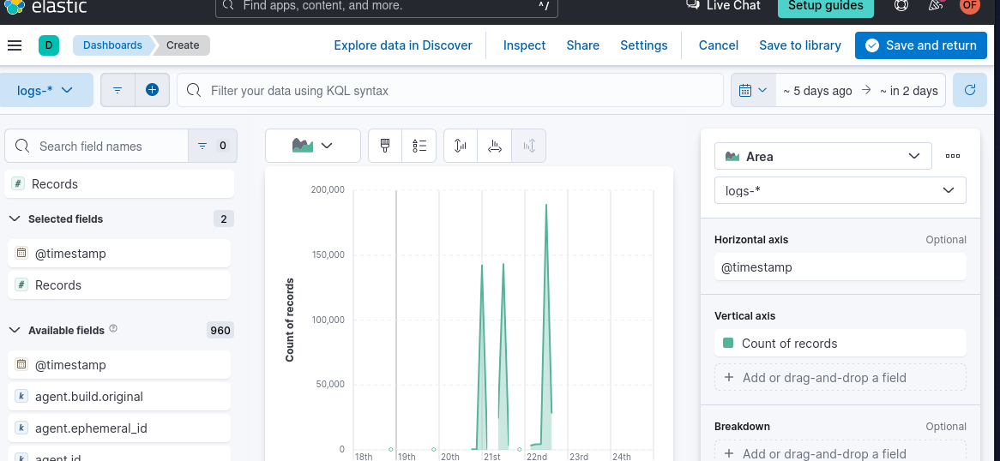 elastic
Find apps, content, and more.
^/
Live Chat
Setup guides
OF
D
Dashboards
Create
Explore data in Discover
Inspect
Share
Settings
Cancel
Save to library
Save and return
logs-*
Filter your data using KQL syntax
~ 5 days ago
~ in 2 days
Search field names
0
# Records
Selected fields
2
@timestamp
# Records
Available fields
?
960
@timestamp
k agent.build.original
k agent.ephemeral_id
k agent.id
Count of records
200,000
150,000
100,000
50,000
0
18th
19th
20th
21st
22nd
23rd
24th
Area
logs-*
Horizontal axis
Optional
@timestamp
Vertical axis
Count of records
+ Add or drag-and-drop a field
Breakdown
Optional
+ Add or drag-and-drop a field